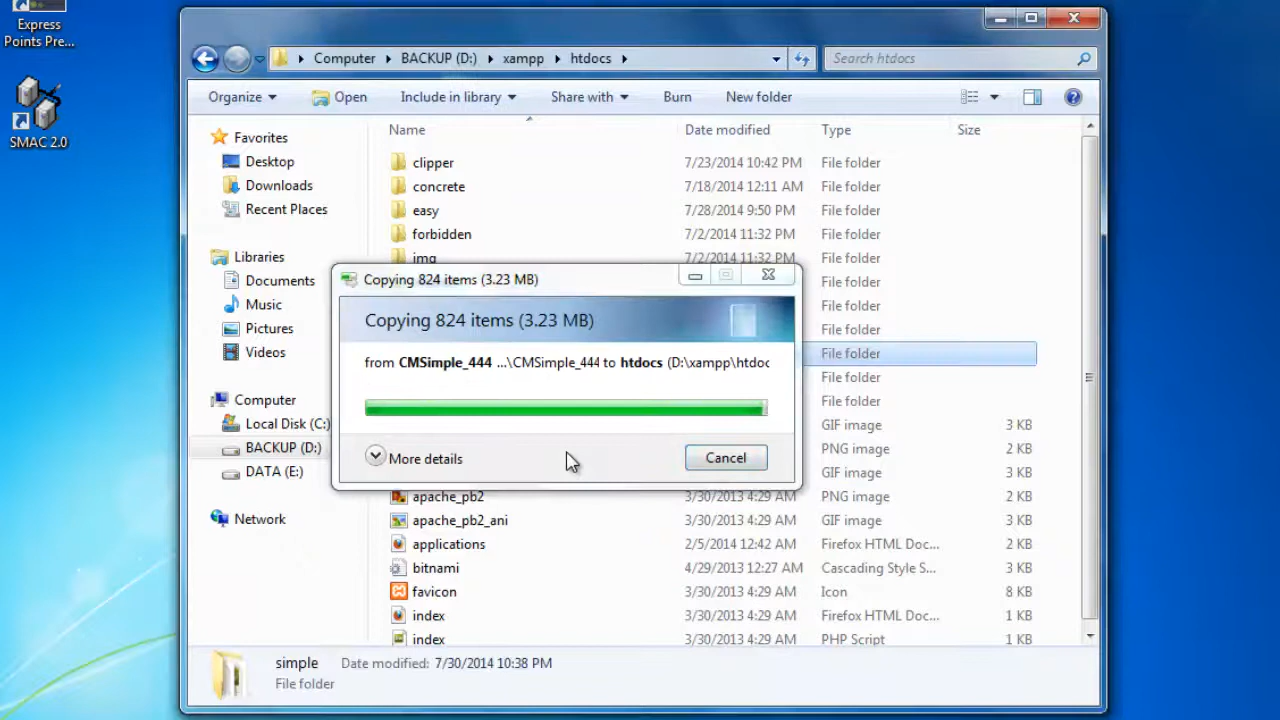 Express
Points Pre...
SMAC 2.0
Computer
BACKUP (D:)
xampp
htdocs
Search htdocs
Organize
Open
Include in library
Share with
Burn
New folder
Favorites
Desktop
Downloads
Recent Places
Libraries
Documents
Music
Pictures
Videos
Computer
Local Disk (C:)
BACKUP (D:)
DATA (E:)
Network
Name Date modified Type Size
clipper 7/23/2014 10:42 PM File folder
concrete 7/18/2014 12:11 AM File folder
easy 7/28/2014 9:50 PM File folder
forbidden 7/2/2014 11:32 PM File folder
img 7/2/2014 11:32 PM File folder
File folder
File folder
File folder
File folder
File folder
File folder
GIF image 3 KB
PNG image 2 KB
GIF image 3 KB
apache_pb2 3/30/2013 4:29 AM PNG image 2 KB
apache_pb2_ani 3/30/2013 4:29 AM GIF image 3 KB
applications 2/5/2014 12:42 AM Firefox HTML Doc... 2 KB
bitnami 4/29/2013 12:27 AM Cascading Style S... 1 KB
favicon 3/30/2013 4:29 AM Icon 8 KB
index 3/30/2013 4:29 AM Firefox HTML Doc... 1 KB
index 3/30/2013 4:29 AM PHP Script 1 KB
Copying 824 items (3.23 MB)
Copying 824 items (3.23 MB)
from CMSimple_444 ...\CMSimple_444 to htdocs (D:\xampp\htdoc
More details
Cancel
simple Date modified: 7/30/2014 10:38 PM
File folder